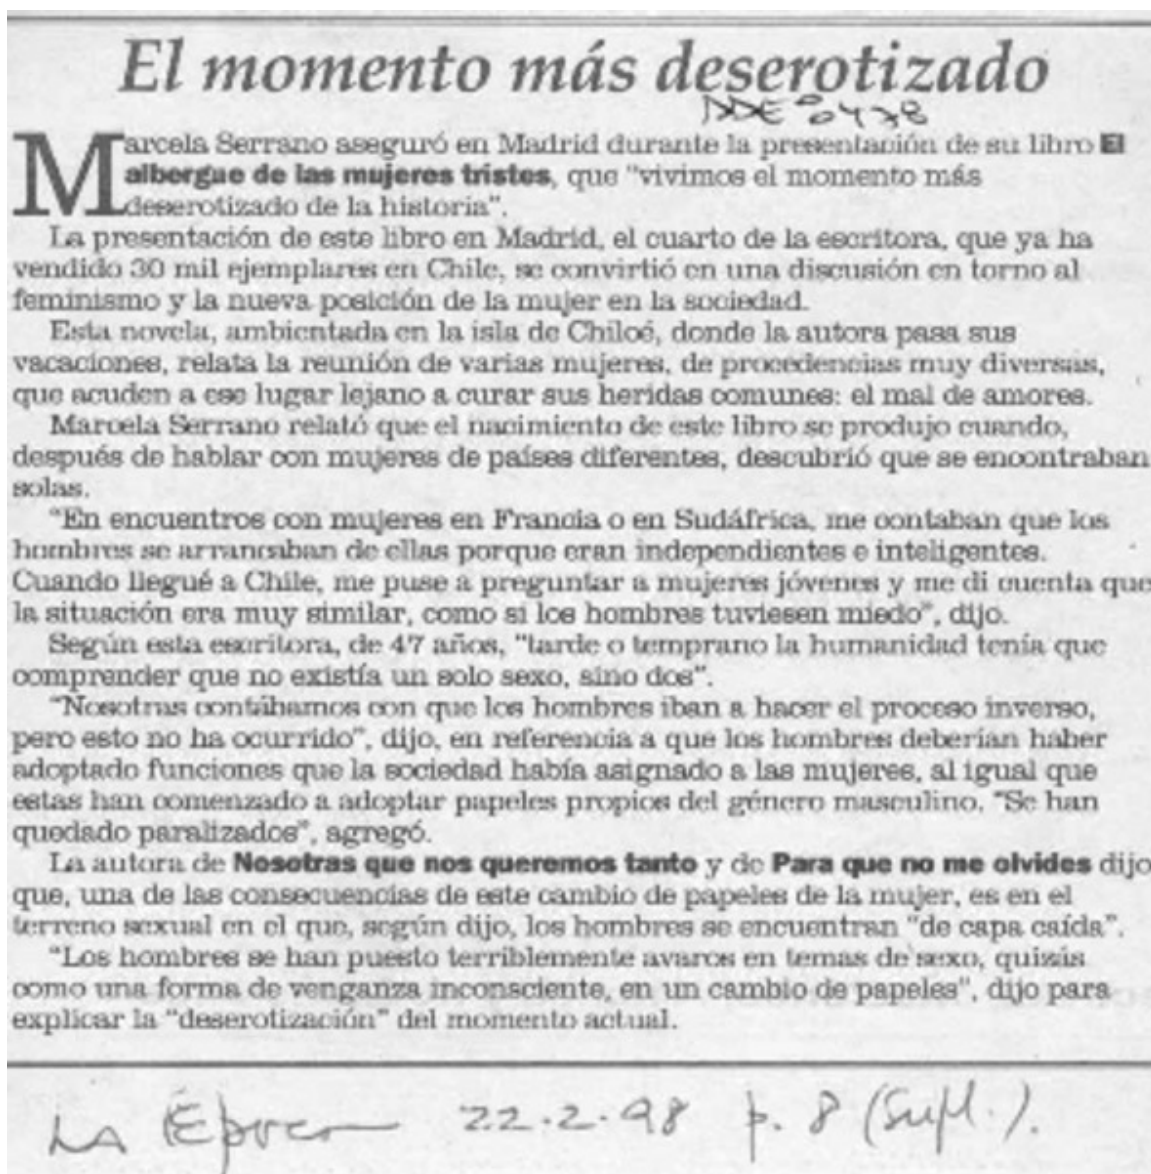 El momento más deserotizado
Marcela Serrano aseguró en Madrid durante la presentación de su libro El
albergue de las mujeres tristes, que "vivimos el momento más
deserotizado de la historia".
La presentación de este libro en Madrid, el cuarto de la escritora, que ya ha
vendido 30 mil ejemplares en Chile, se convirtió en una discusión en torno al
feminismo y la nueva posición de la mujer en la sociedad.
Esta novela, ambientada en la isla de Chiloé, donde la autora pasa sus
vacaciones, relata la reunión de varias mujeres, de procedencias muy diversas,
que acuden a ese lugar lejano a curar sus heridas comunes: el mal de amores.
Marcela Serrano relató que el nacimiento de este libro se produjo cuando,
después de hablar con mujeres de países diferentes, descubrió que se encontraban
solas.
"En encuentros con mujeres en Francia o en Sudáfrica, me contaban que los
hombres se arrancaban de ellas porque eran independientes e inteligentes.
Cuando llegué a Chile, me puse a preguntar a mujeres jóvenes y me di cuenta que
la situación era muy similar, como si los hombres tuviesen miedo", dijo.
Según esta escritora, de 47 años, "tarde o temprano la humanidad tenía que
comprender que no existía un solo sexo, sino dos".
"Nosotras contábamos con que los hombres iban a hacer el proceso inverso,
pero esto no ha ocurrido", dijo, en referencia a que los hombres deberían haber
adoptado funciones que la sociedad había asignado a las mujeres, al igual que
estas han comenzado a adoptar papeles propios del género masculino. "Se han
quedado paralizados", agregó.
La autora de Nosotras que nos queremos tanto y de Para que no me olvides dijo
que, una de las consecuencias de este cambio de papeles de la mujer, es en el
terreno sexual en el que, según dijo, los hombres se encuentran "de capa caída".
"Los hombres se han puesto terriblemente avaros en temas de sexo, quizás
como una forma de venganza inconsciente, en un cambio de papeles", dijo para
explicar la "deserotización" del momento actual.
La Época 22.2.98 p. 8 (Supl.).